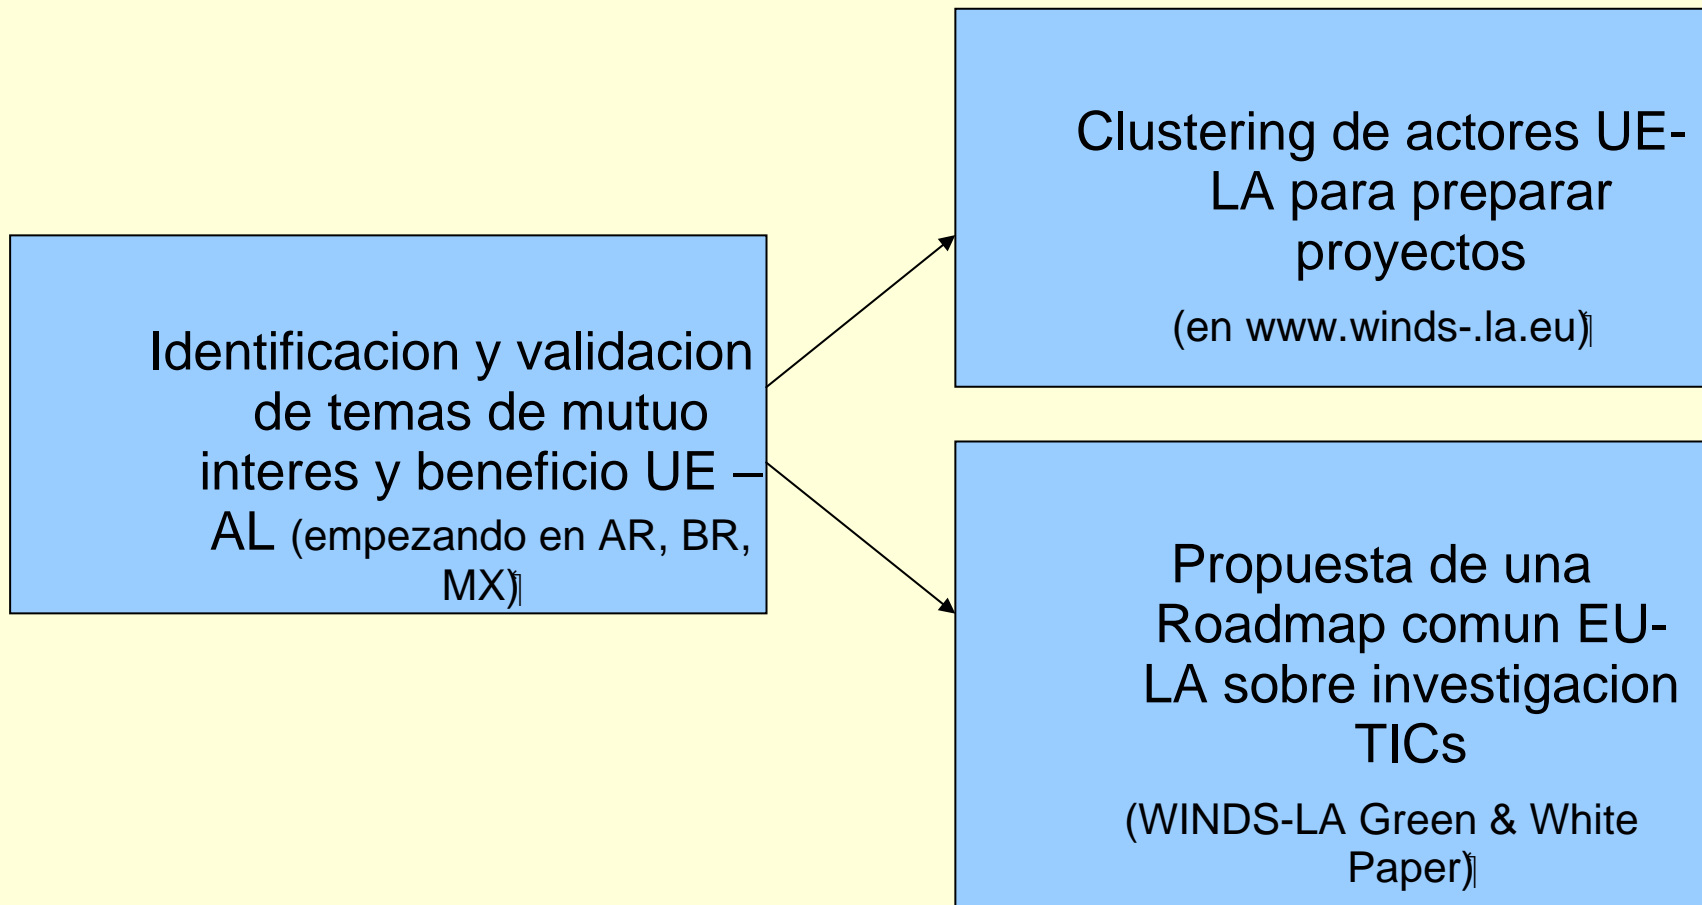 Identificacion y validacion
de temas de mutuo
interes y beneficio UE –
AL (empezando en AR, BR,
MX)
Clustering de actores UE-
LA para preparar
proyectos
(en www.winds-.la.eu)
Propuesta de una
Roadmap comun EU-
LA sobre investigacion
TICs
(WINDS-LA Green & White
Paper)